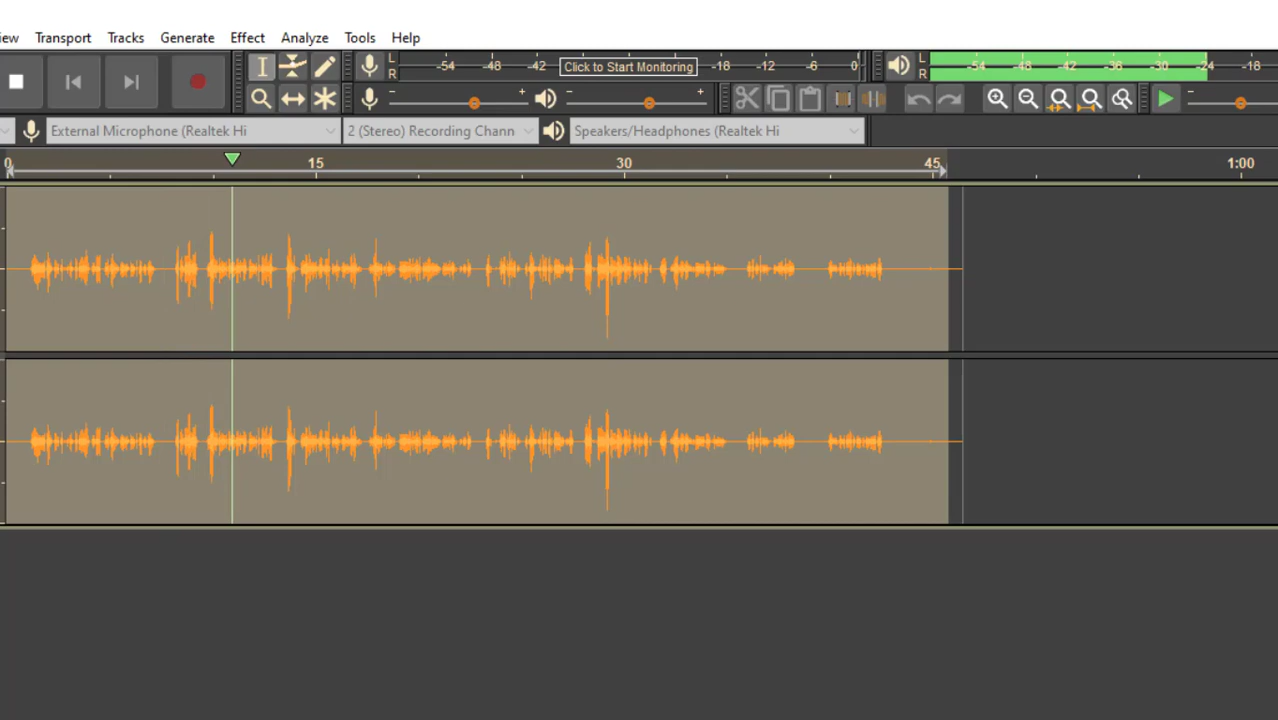 iew Transport Tracks Generate Effect Analyze Tools Help
L -54 -48 -42 Click to Start Monitoring -18 -12 -6 0 L -54 -48 -42 -36 -30 -24 -18
R R
- + - + -
External Microphone (Realtek Hi 2 (Stereo) Recording Chann Speakers/Headphones (Realtek Hi
0 15 30 45 1:00